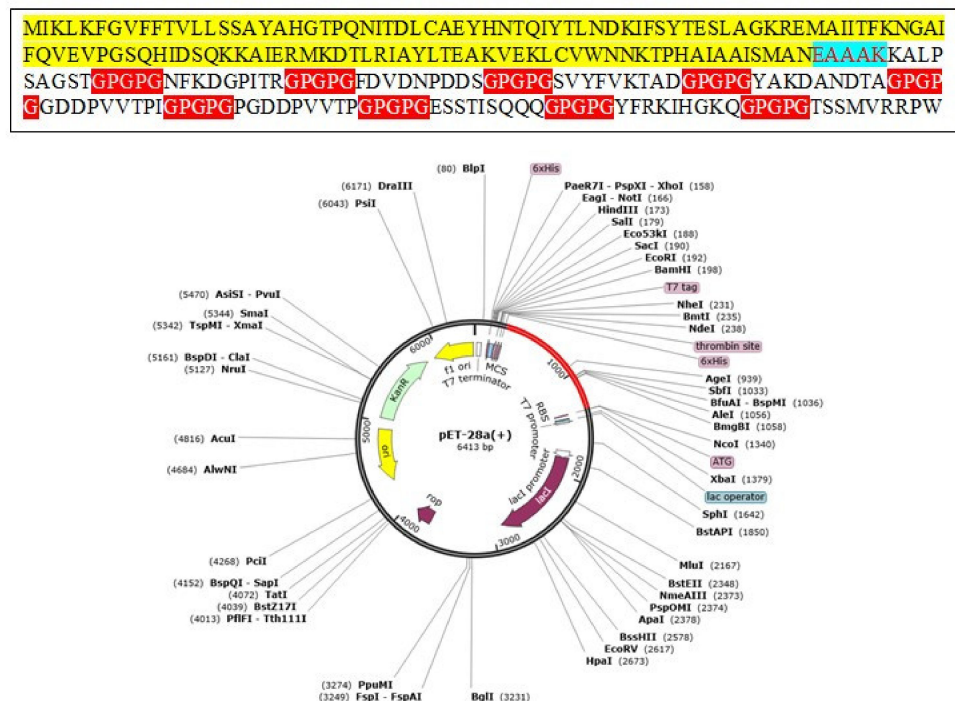 MIKLKFGVFFTVLLSSAYAHGTPQNITDLCAEYHNTQIYTLNDKIFSYTESLAGKREMAIITFKNGAI
FQVEVPGSQHIDSQKKAIERMKDTLRIAYLTEAKVEKLCVWNNKTPHAIAAISMANEAAAKKALP
SAGSTGPGPGNFKDGPITRGPGPGFDVDNPDDSGPGPGSVYFVKTADGPGPGYAKDANDTAGPGP
GGDDPVVTPIGPGPGPGDDPVVTPGPGPGESSTISQQQGPGPGYFRKIHGKQGPGPGTSSMVRRPW
(80) BlpI
6xHis
(6171) DraIII
(6043) PsiI
PaeR7I - PspXI - XhoI (158)
EagI - NotI (166)
HindIII (173)
SalI (179)
Eco53kI (188)
SacI (190)
EcoRI (192)
BamHI (198)
T7 tag
NheI (231)
BmtI (235)
NdeI (238)
thrombin site
6xHis
AgeI (939)
SbfI (1033)
BfuAI - BspMI (1036)
AleI (1056)
BmgBI (1058)
NcoI (1340)
ATG
XbaI (1379)
lac operator
SphI (1642)
BstAPI (1850)
MluI (2167)
BstEII (2348)
NmeAIII (2373)
PspOMI (2374)
ApaI (2378)
BssHII (2578)
EcoRV (2617)
HpaI (2673)
(5470) AsiSI - PvuI
(5344) SmaI
(5342) TspMI - XmaI
(5161) BspDI - ClaI
(5127) NruI
(4816) AcuI
(4684) AlwNI
(4268) PciI
(4152) BspQI - SapI
(4072) TatI
(4039) BstZ17I
(4013) PflFI - Tth111I
(3274) PpuMI
(3249) FspI - FspAI
BglI (3231)
pET-28a(+)
6413 bp
f1 ori
T7 terminator
MCS
KanR
ori
rop
lacI
lacI promoter
T7 promoter
RBS
1000
2000
3000
4000
5000
6000